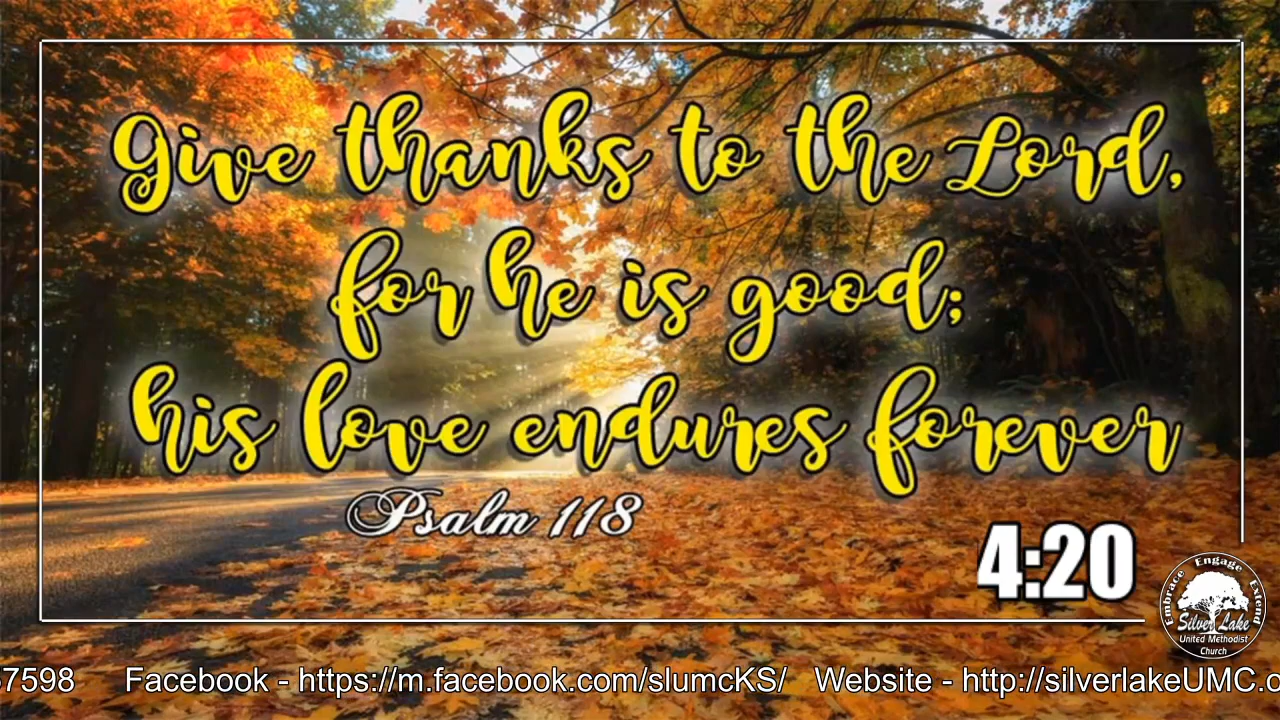 Give thanks to the Lord,
for he is good;
his love endures forever
Psalm 118
4:20
Embrace Engage Extend
Silver Lake
United Methodist
Church
7598 Facebook - https://m.facebook.com/slumcKS/ Website - http://silverlakeUMC.c